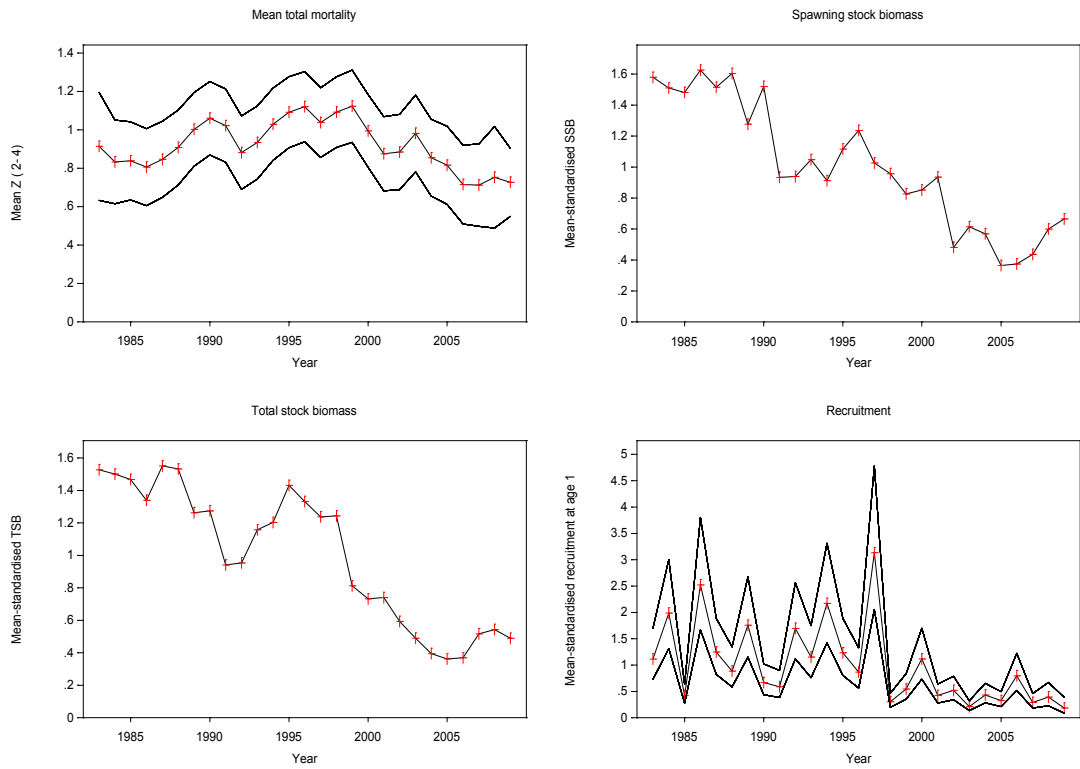 Mean total mortality
Mean Z ( 2- 4)
1.4
1.2
1
.8
.6
.4
.2
0
1985 1990 1995 2000 2005
Year
Spawning stock biomass
Mean-standardised SSB
1.6
1.4
1.2
1
.8
.6
.4
.2
0
1985 1990 1995 2000 2005
Year
Total stock biomass
Mean-standardised TSB
1.6
1.4
1.2
1
.8
.6
.4
.2
0
1985 1990 1995 2000 2005
Year
Recruitment
Mean-standardised recruitment at age 1
5
4.5
4
3.5
3
2.5
2
1.5
1
.5
0
1985 1990 1995 2000 2005
Year